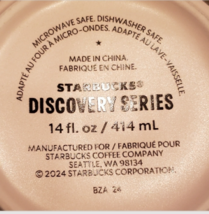 MICROWAVE SAFE. DISHWASHER SAFE.
ADAPTÉ AU FOUR À MICRO-ONDES. ADAPTÉ AU LAVE-VAISSELLE.
MADE IN CHINA.
FABRIQUÉ EN CHINE.
STARBUCKS®
DISCOVERY SERIES
14 fl. oz / 414 mL
MANUFACTURED FOR / FABRIQUÉ POUR
STARBUCKS COFFEE COMPANY
SEATTLE, WA 98134
© 2024 STARBUCKS CORPORATION.
BZA 24